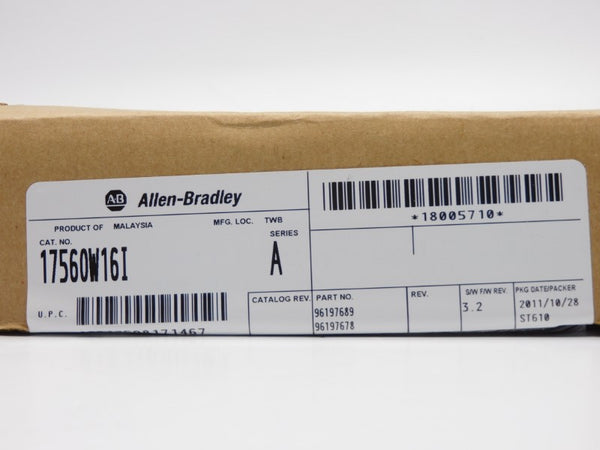 AB Allen-Bradley
PRODUCT OF MALAYSIA MFG. LOC. TWB
CAT. NO. SERIES
1756OW16I A
U.P.C.
*18005710*
CATALOG REV. PART NO. REV. S/W F/W REV. PKG DATE/PACKER
96197689 3.2 2011/10/28
96197678 ST610